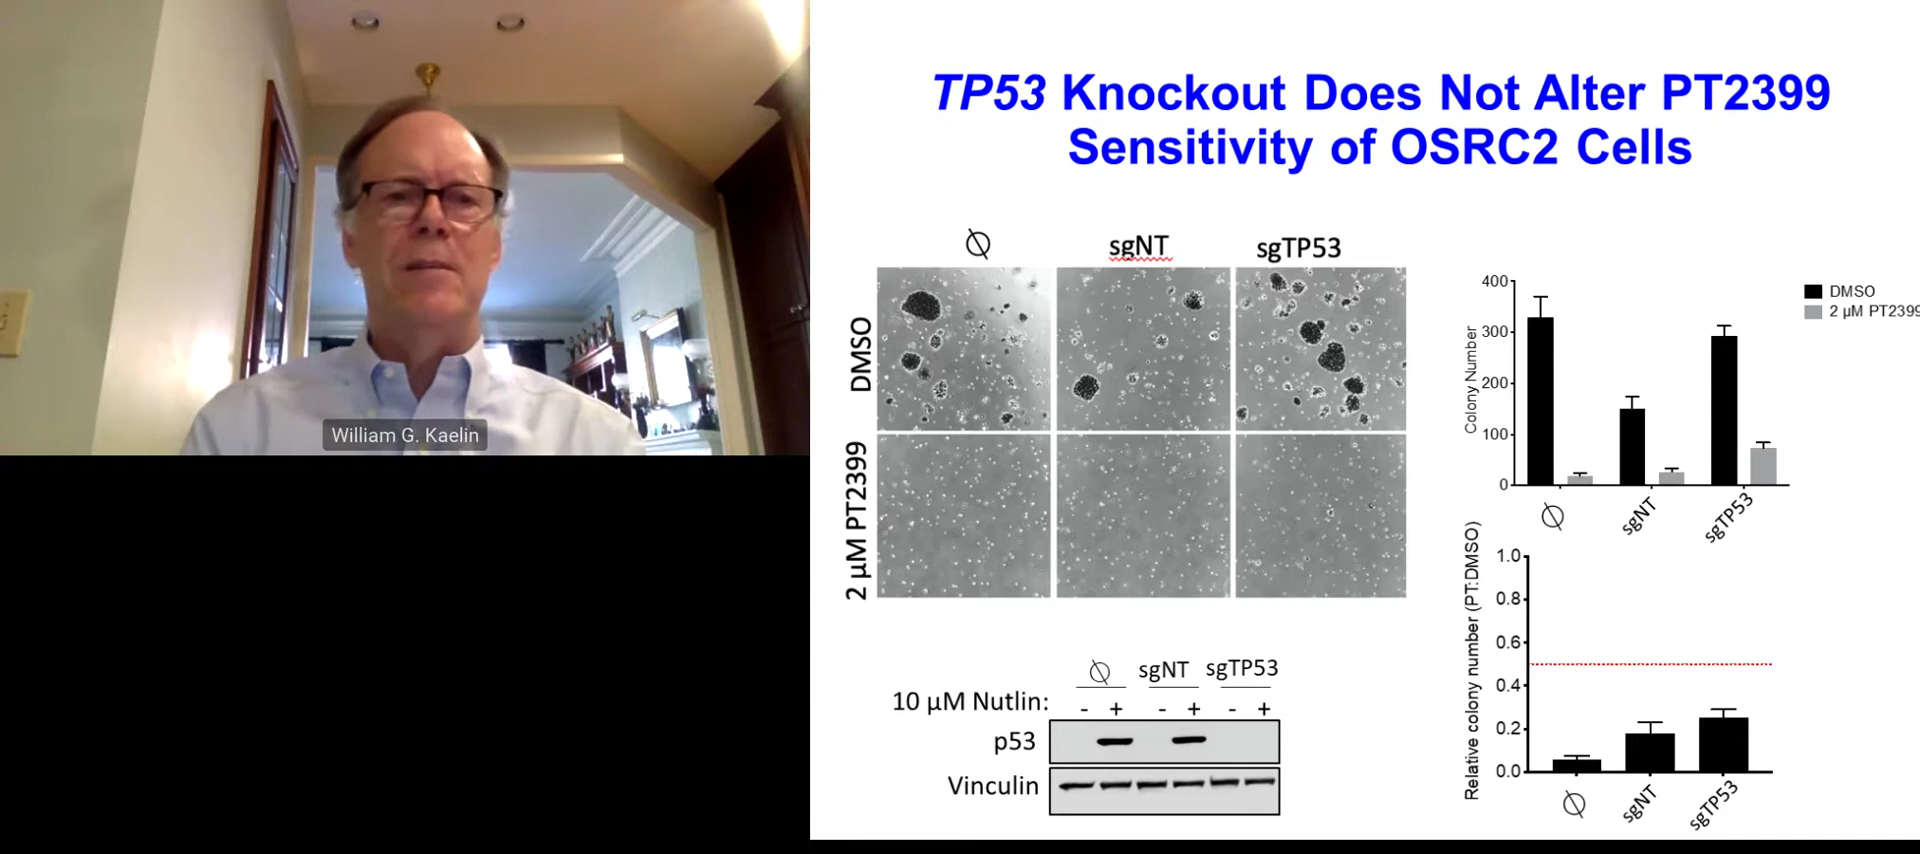 William G. Kaelin
TP53 Knockout Does Not Alter PT2399
Sensitivity of OSRC2 Cells
∅ sgNT sgTP53
DMSO
2 µM PT2399
10 µM Nutlin:
∅ sgNT sgTP53
- + - + - +
p53
Vinculin
Colony Number
400
300
200
100
0
∅ sgNT sgTP53
DMSO
2 µM PT2399
Relative colony number (PT:DMSO)
1.0
0.8
0.6
0.4
0.2
0.0
∅ sgNT sgTP53